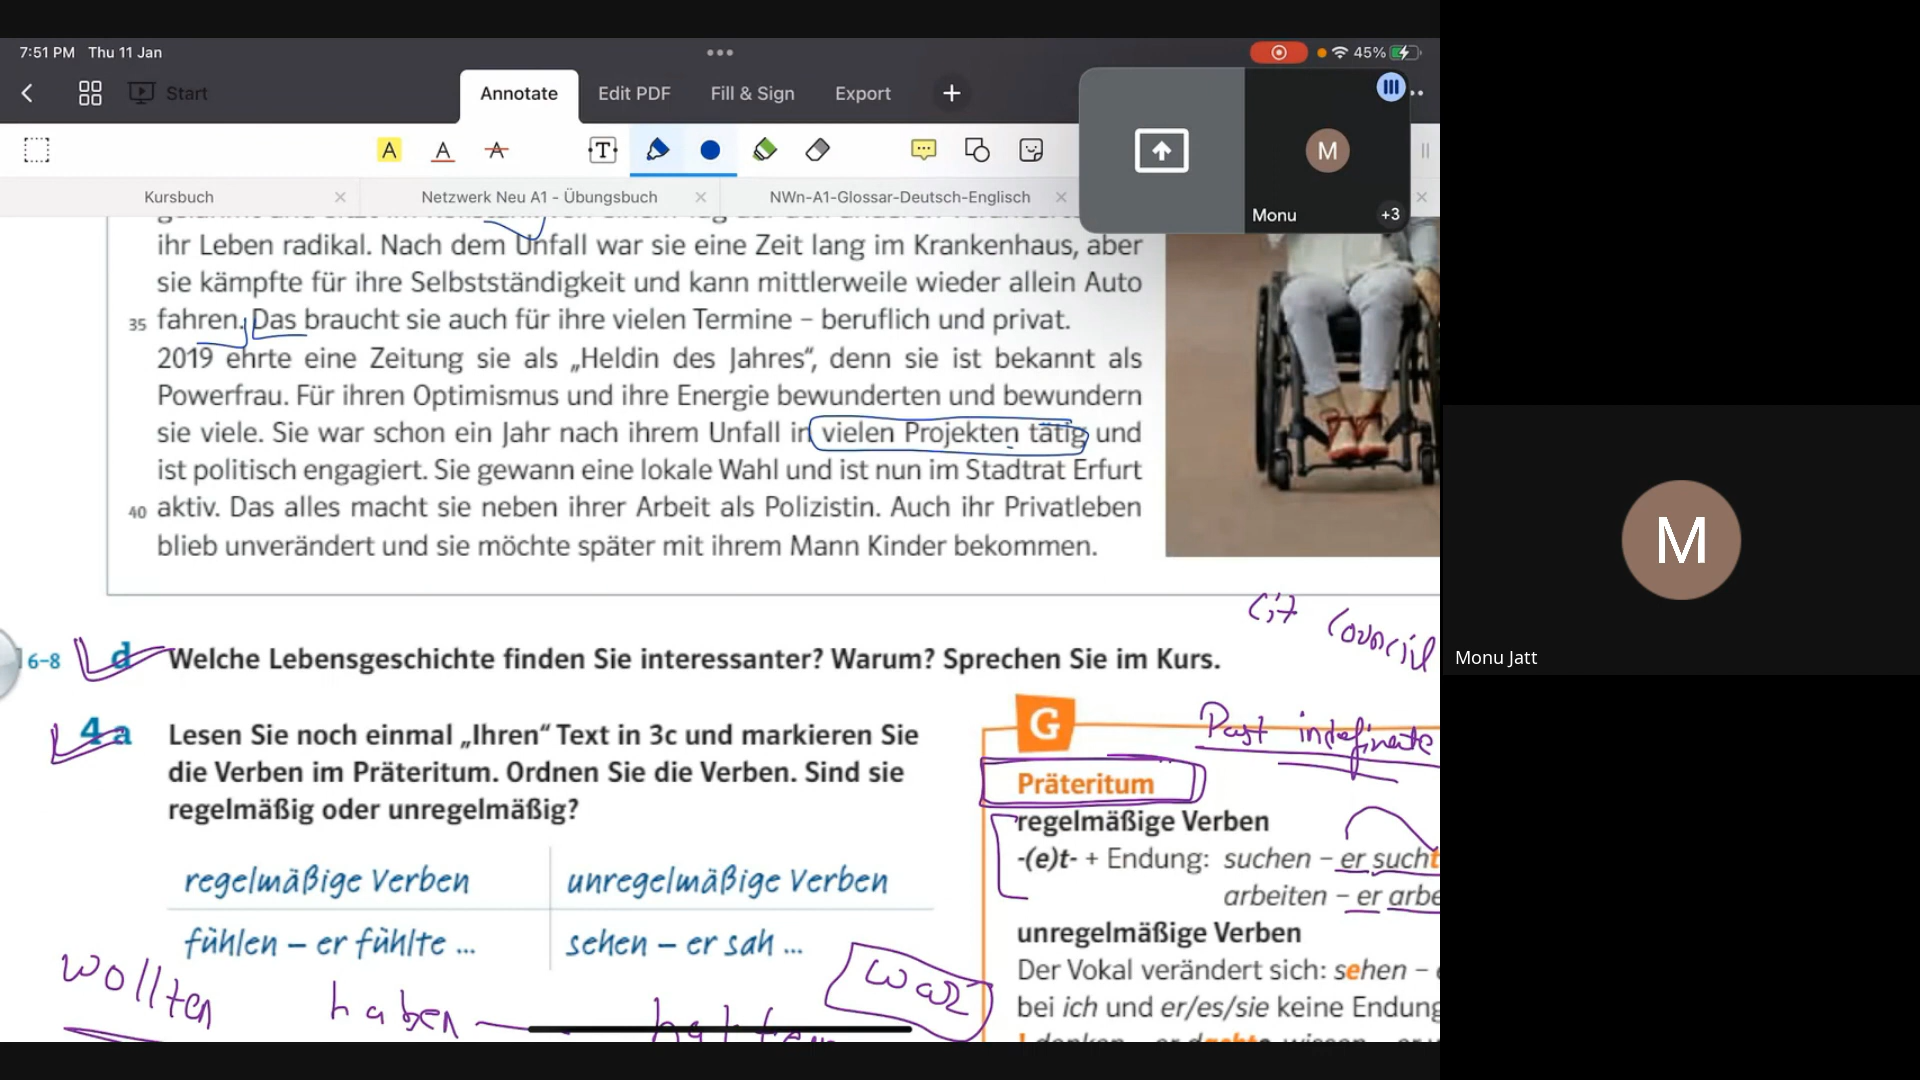 7:51 PM Thu 11 Jan
45%
Start
Annotate
Edit PDF
Fill & Sign
Export
M
Monu
+3
Kursbuch
Netzwerk Neu A1 - Übungsbuch
NWn-A1-Glossar-Deutsch-Englisch
ihr Leben radikal. Nach dem Unfall war sie eine Zeit lang im Krankenhaus, aber
sie kämpfte für ihre Selbstständigkeit und kann mittlerweile wieder allein Auto
35 fahren. Das braucht sie auch für ihre vielen Termine – beruflich und privat.
2019 ehrte eine Zeitung sie als „Heldin des Jahres“, denn sie ist bekannt als
Powerfrau. Für ihren Optimismus und ihre Energie bewunderten und bewundern
sie viele. Sie war schon ein Jahr nach ihrem Unfall in vielen Projekten tätig und
ist politisch engagiert. Sie gewann eine lokale Wahl und ist nun im Stadtrat Erfurt
40 aktiv. Das alles macht sie neben ihrer Arbeit als Polizistin. Auch ihr Privatleben
blieb unverändert und sie möchte später mit ihrem Mann Kinder bekommen.
council
6–8 d Welche Lebensgeschichte finden Sie interessanter? Warum? Sprechen Sie im Kurs.
4 a Lesen Sie noch einmal „Ihren“ Text in 3c und markieren Sie
die Verben im Präteritum. Ordnen Sie die Verben. Sind sie
regelmäßig oder unregelmäßig?
regelmäßige Verben unregelmäßige Verben
fühlen – er fühlte ... sehen – er sah ...
wollten
haben
hatten
war
G
Past indefinate
Präteritum
regelmäßige Verben
-(e)t- + Endung: suchen – er sucht
arbeiten – er arbe
unregelmäßige Verben
Der Vokal verändert sich: sehen –
bei ich und er/es/sie keine Endung
M
Monu Jatt